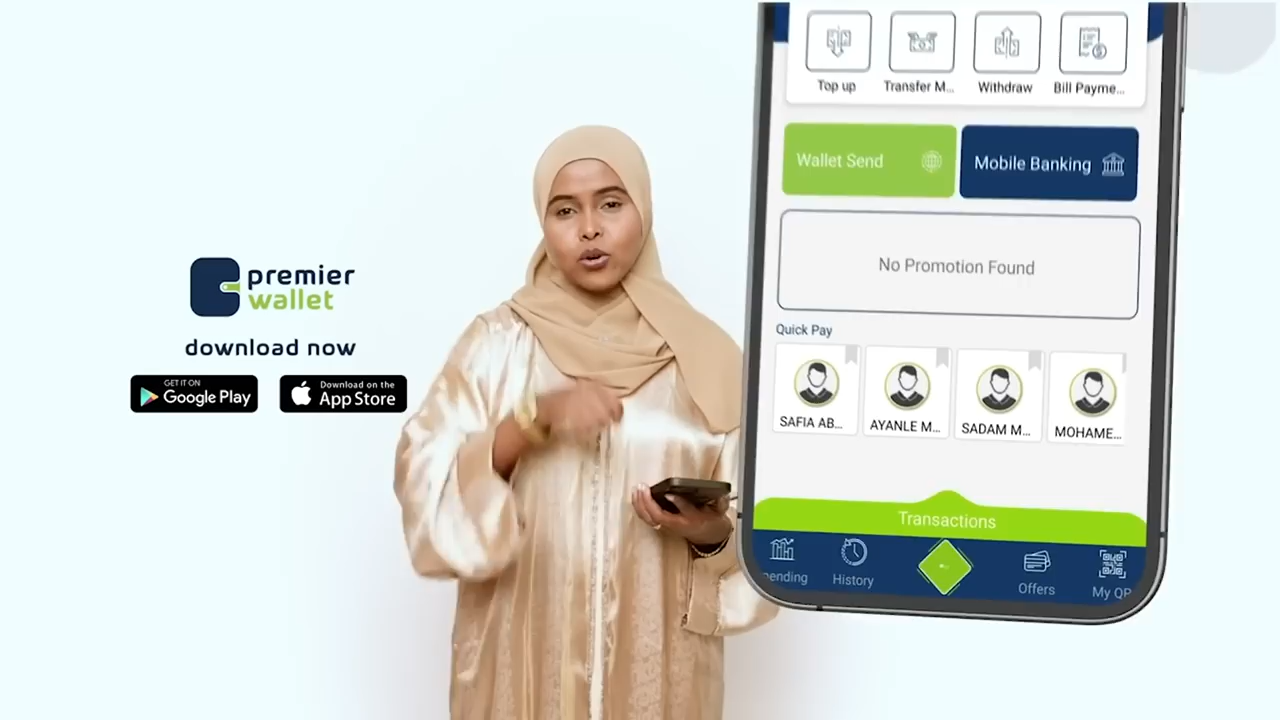 premier
wallet
download now
GET IT ON
Google Play
Download on the
App Store
Top up
Transfer M...
Withdraw
Bill Payme...
Wallet Send
Mobile Banking
No Promotion Found
Quick Pay
SAFIA AB...
AYANLE M...
SADAM M...
MOHAME...
Transactions
ending
History
Offers
My QR